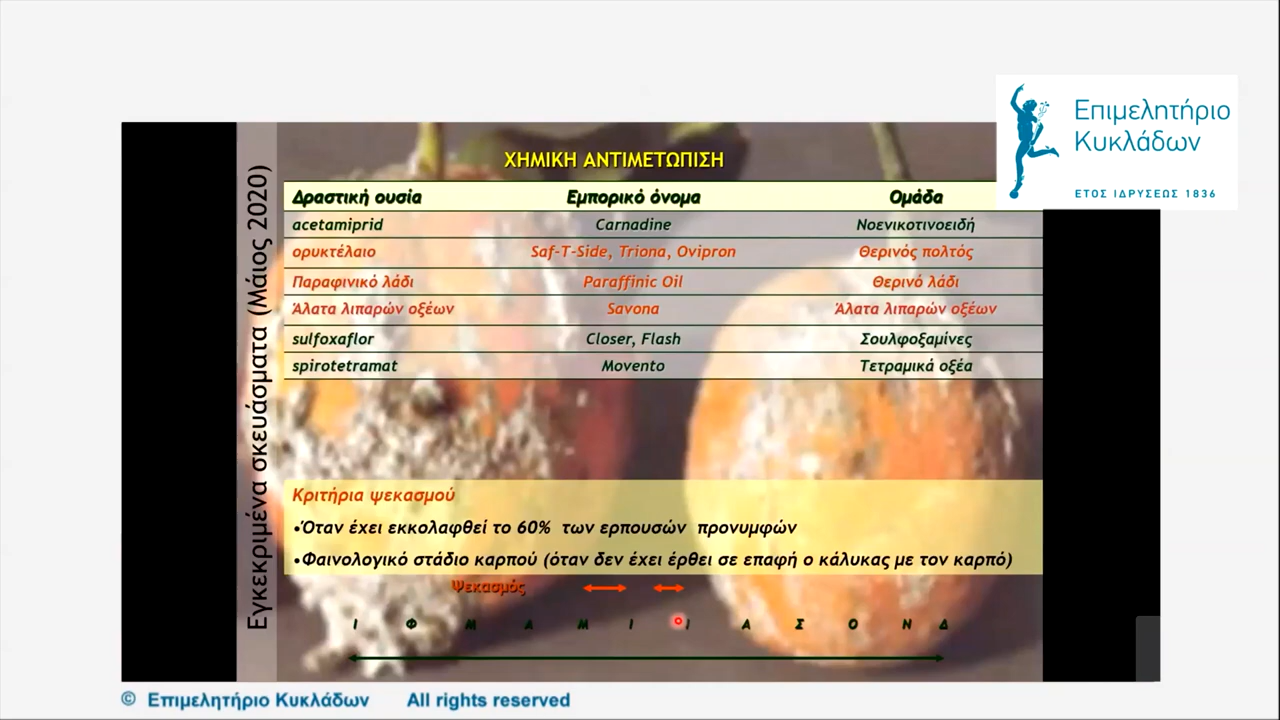 Επιμελητήριο
Κυκλάδων
ΕΤΟΣ ΙΔΡΥΣΕΩΣ 1836
Εγκεκριμένα σκευάσματα (Μάιος 2020)
ΧΗΜΙΚΗ ΑΝΤΙΜΕΤΩΠΙΣΗ
Δραστική ουσία Εμπορικό όνομα Ομάδα
acetamiprid Carnadine Νοενικοτινοειδή
ορυκτέλαιο Saf-T-Side, Triona, Ovipron Θερινός πολτός
Παραφινικό λάδι Paraffinic Oil Θερινό λάδι
Άλατα λιπαρών οξέων Savona Άλατα λιπαρών οξέων
sulfoxaflor Closer, Flash Σουλφοξαμίνες
spirotetramat Movento Τετραμικά οξέα
Κριτήρια ψεκασμού
•Όταν έχει εκκολαφθεί το 60% των ερπουσών προνυμφών
•Φαινολογικό στάδιο καρπού (όταν δεν έχει έρθει σε επαφή ο κάλυκας με τον καρπό)
Ψεκασμός
Ι Φ Μ Α Μ Ι Ι Α Σ Ο Ν Δ
© Επιμελητήριο Κυκλάδων All rights reserved